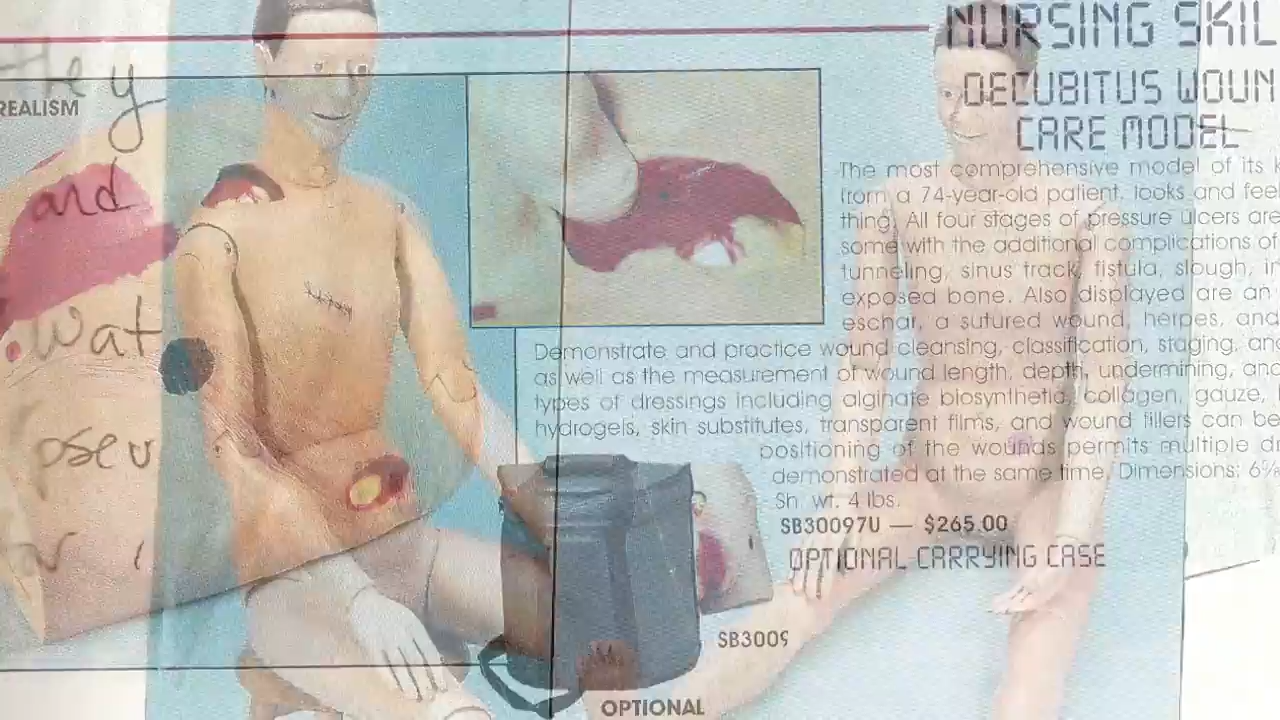 NURSING SKIL
DECUBITUS WOUN
CARE MODEL
they
REALISM
and
Wat
The most comprehensive model of its
from a 74-year-old patient, looks and fee
thing. All four stages of pressure ulcers are
some with the additional complications of
tunneling, sinus track, fistula, slough, in
exposed bone. Also displayed are an
eschar, a sutured wound, herpes, and
Demonstrate and practice wound cleansing, classification, staging, and
as well as the measurement of wound length, depth, undermining, and
types of dressings including alginate biosynthetic, collagen, gauze,
hydrogels, skin substitutes, transparent films, and wound fillers can be
positioning of the wounds permits multiple dr
demonstrated at the same time. Dimensions:
Sh. wt. 4 lbs.
SB30097U — $265.00
OPTIONAL CARRYING CASE
SB3009
OPTIONAL